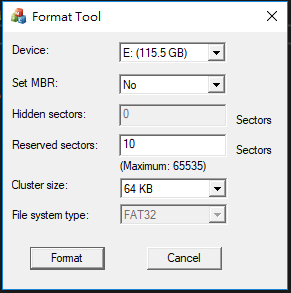 Format Tool
Device: E: (115.5 GB)
Set MBR: No
Hidden sectors: 0 Sectors
Reserved sectors: 10 Sectors
(Maximum: 65535)
Cluster size: 64 KB
File system type: FAT32
Format Cancel